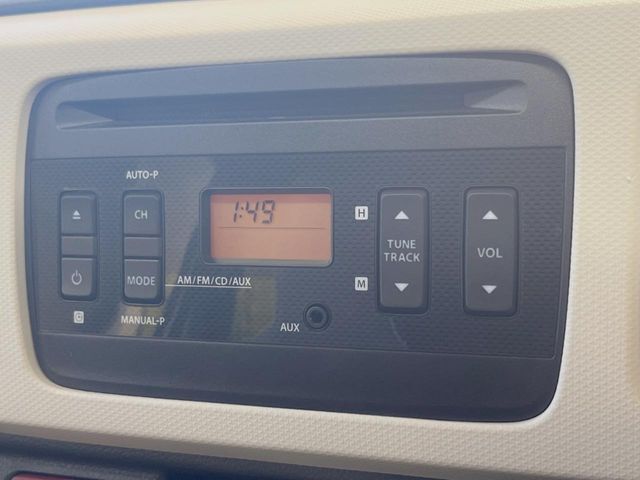 AUTO-P
CH
1:49
H
TUNE
TRACK
VOL
MODE
AM/FM/CD/AUX
M
C
MANUAL-P
AUX